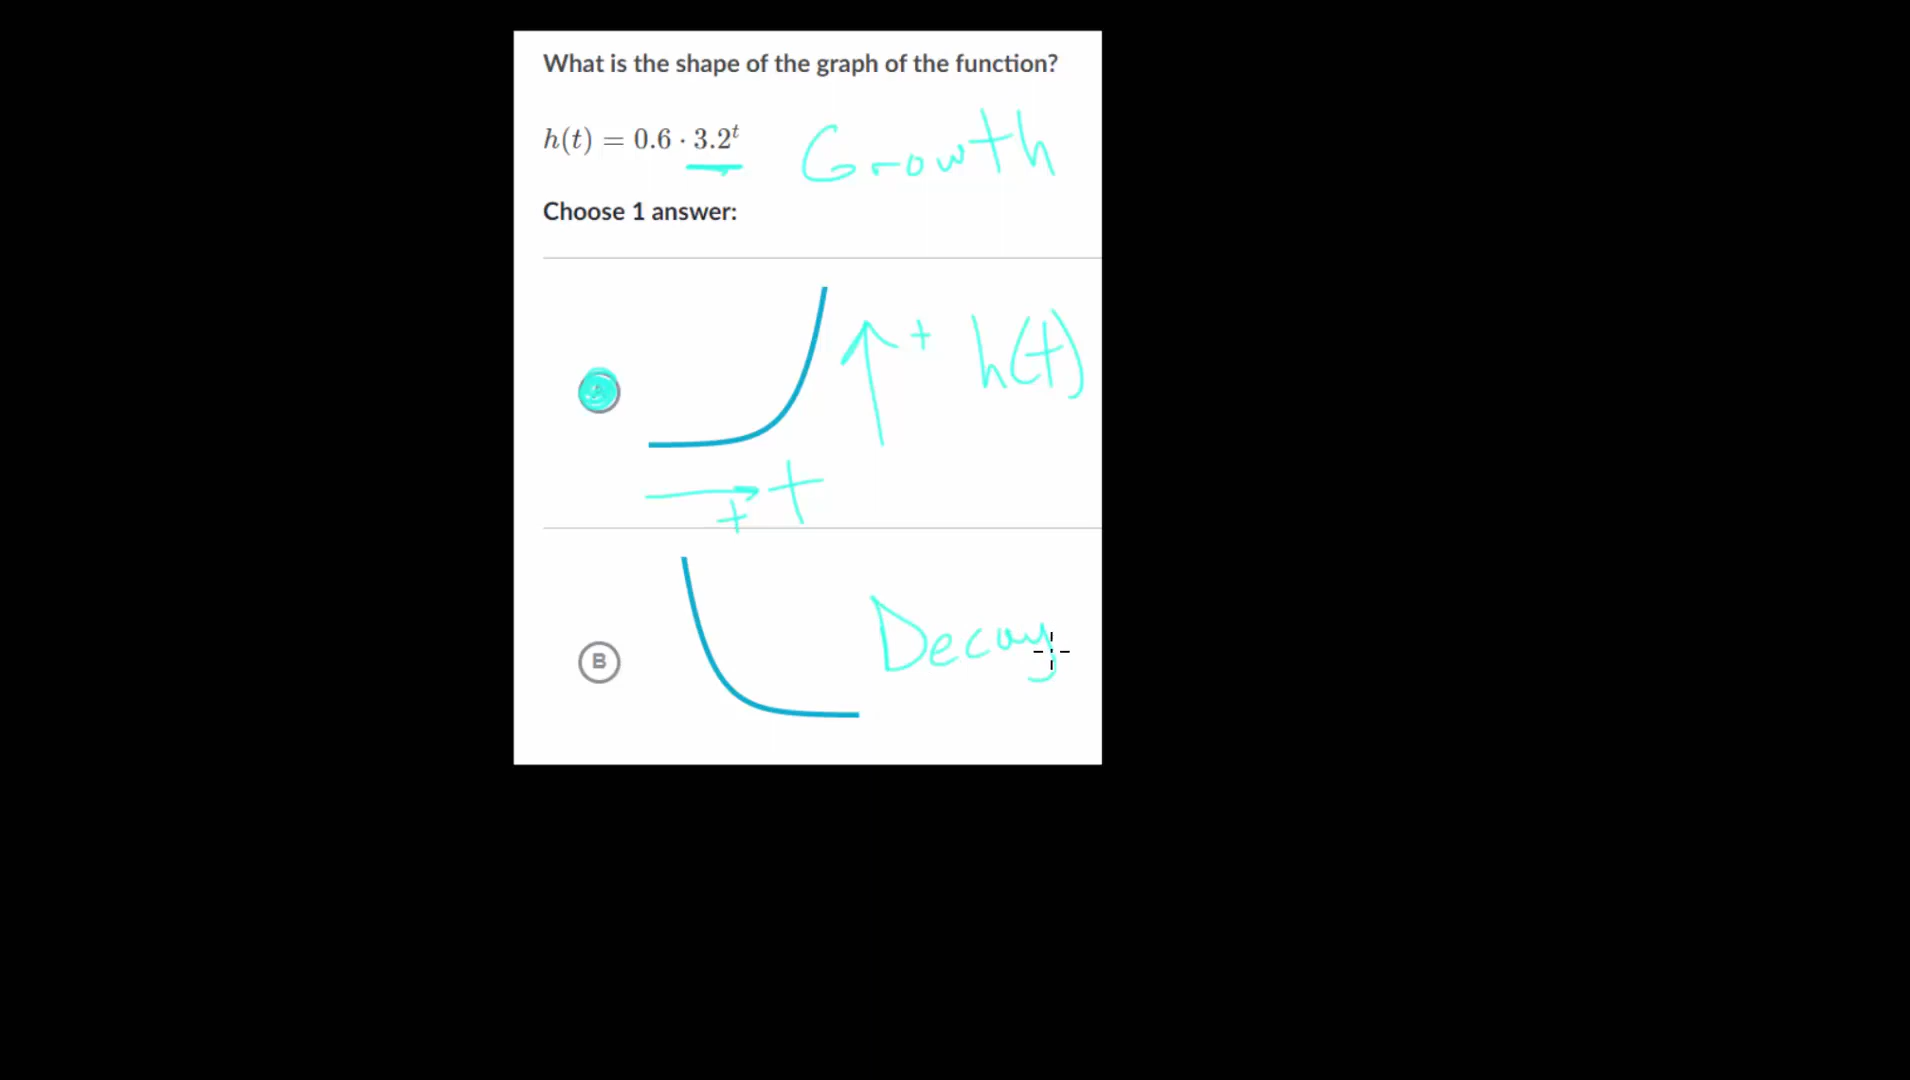 What is the shape of the graph of the function?
h(t) = 0.6 · 3.2^t Growth
Choose 1 answer:
+ h(t)
t
+
Decay
B